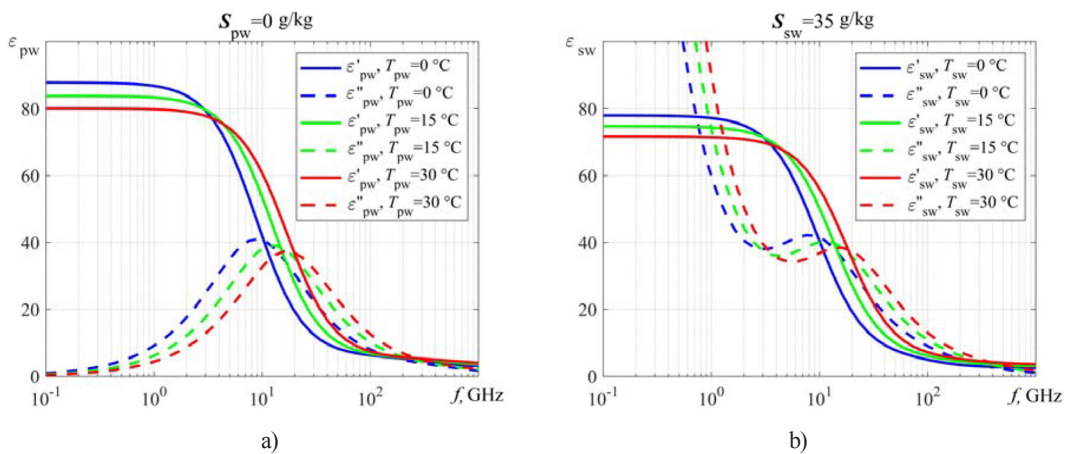 S_pw=0 g/kg
ε_pw
ε'_pw, T_pw=0 °C
ε"_pw, T_pw=0 °C
ε'_pw, T_pw=15 °C
ε"_pw, T_pw=15 °C
ε'_pw, T_pw=30 °C
ε"_pw, T_pw=30 °C
80
60
40
20
0
10^-1
10^0
10^1
10^2
f, GHz
a)
S_sw=35 g/kg
ε_sw
ε'_sw, T_sw=0 °C
ε"_sw, T_sw=0 °C
ε'_sw, T_sw=15 °C
ε"_sw, T_sw=15 °C
ε'_sw, T_sw=30 °C
ε"_sw, T_sw=30 °C
80
60
40
20
0
10^-1
10^0
10^1
10^2
f, GHz
b)